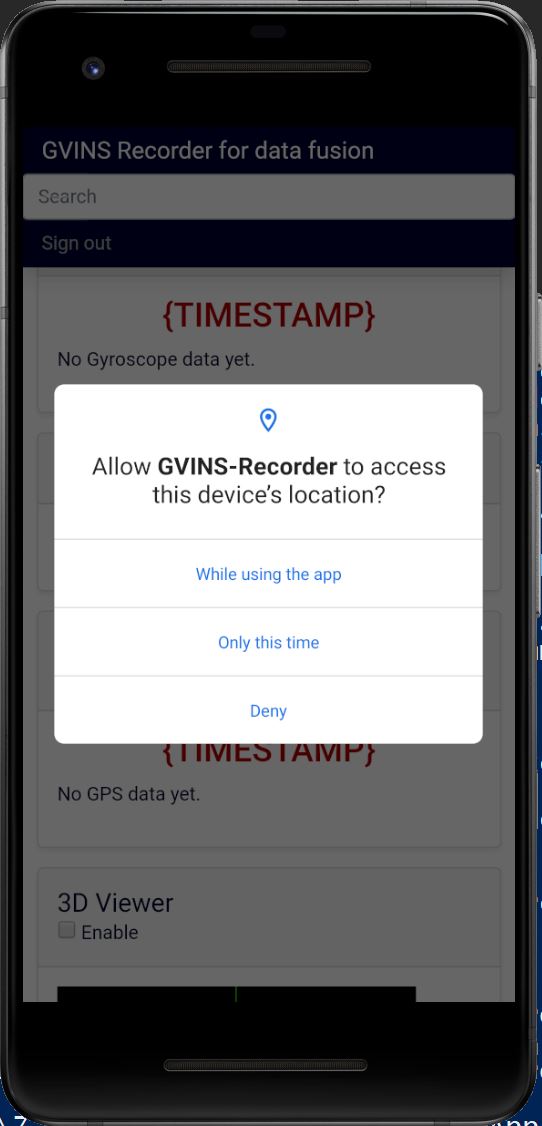 GVINS Recorder for data fusion
Search
Sign out
{TIMESTAMP}
No Gyroscope data yet.
Allow GVINS-Recorder to access
this device's location?
While using the app
Only this time
Deny
{TIMESTAMP}
No GPS data yet.
3D Viewer
Enable